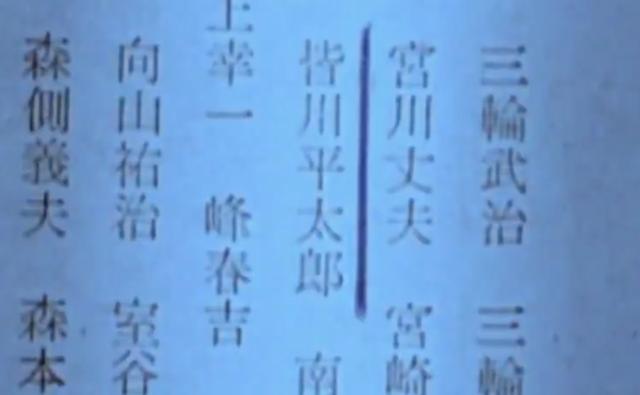 三輪武治 三輪
宮川丈夫 宮崎
皆川平太郎 南
上幸一 峰春吉
向山祐治 室谷
森側義夫 森本